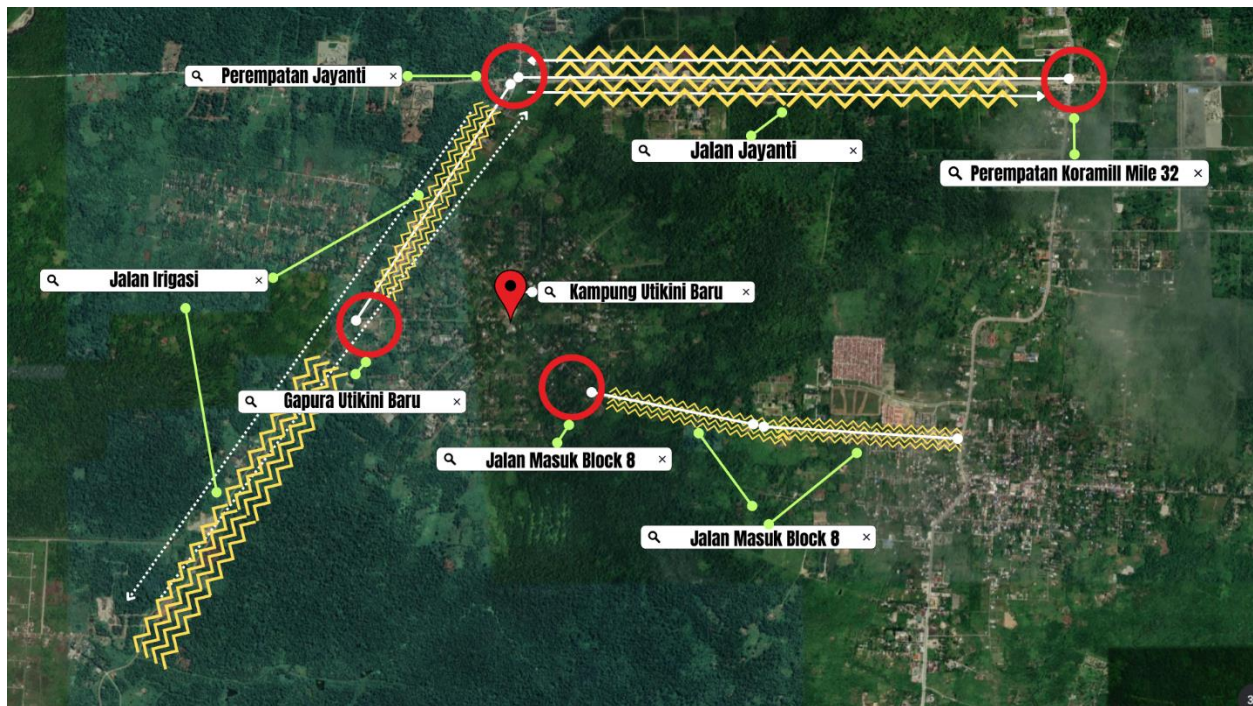 Perempatan Jayanti
Jalan Jayanti
Perempatan Koramill Mile 32
Jalan Irigasi
Kampung Utikini Baru
Gapura Utikini Baru
Jalan Masuk Block 8
Jalan Masuk Block 8
3